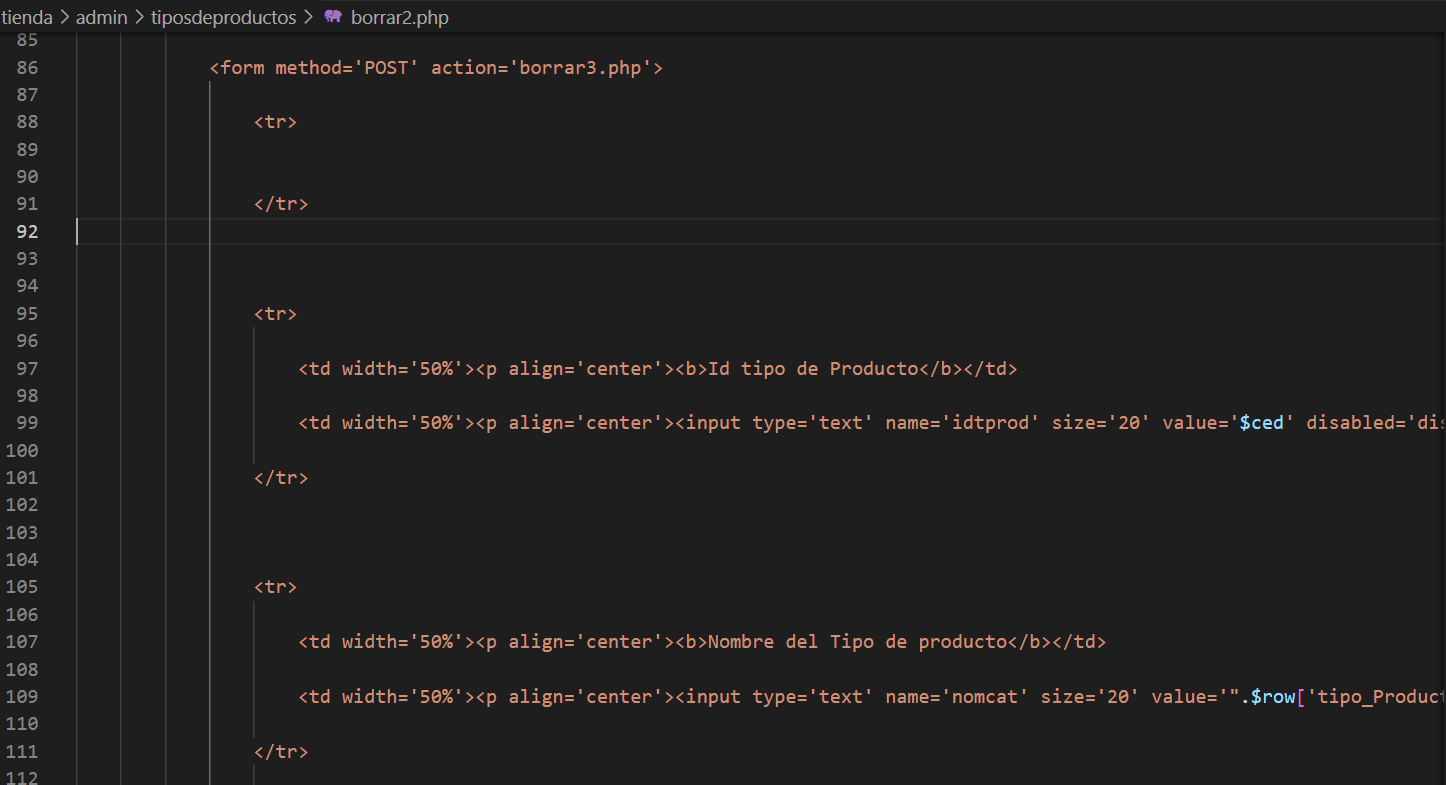 tienda > admin > tiposdeproductos > borrar2.php
85
86 <form method='POST' action='borrar3.php'>
87
88 <tr>
89
90
91 </tr>
92
93
94
95 <tr>
96
97 <td width='50%'><p align='center'><b>Id tipo de Producto</b></td>
98
99 <td width='50%'><p align='center'><input type='text' name='idtprod' size='20' value='$ced' disabled='di
100
101 </tr>
102
103
104
105 <tr>
106
107 <td width='50%'><p align='center'><b>Nombre del Tipo de producto</b></td>
108
109 <td width='50%'><p align='center'><input type='text' name='nomcat' size='20' value='".$row['tipo_Product
110
111 </tr>
112